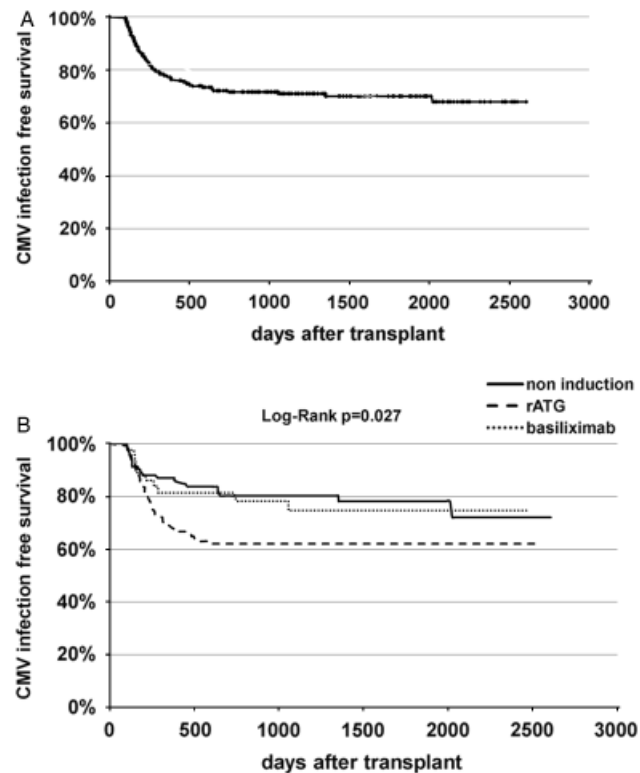 A
CMV infection free survival
100%
80%
60%
40%
20%
0%
0 500 1000 1500 2000 2500 3000
days after transplant
non induction
rATG
basiliximab
Log-Rank p=0.027
B
CMV infection free survival
100%
80%
60%
40%
20%
0%
0 500 1000 1500 2000 2500 3000
days after transplant